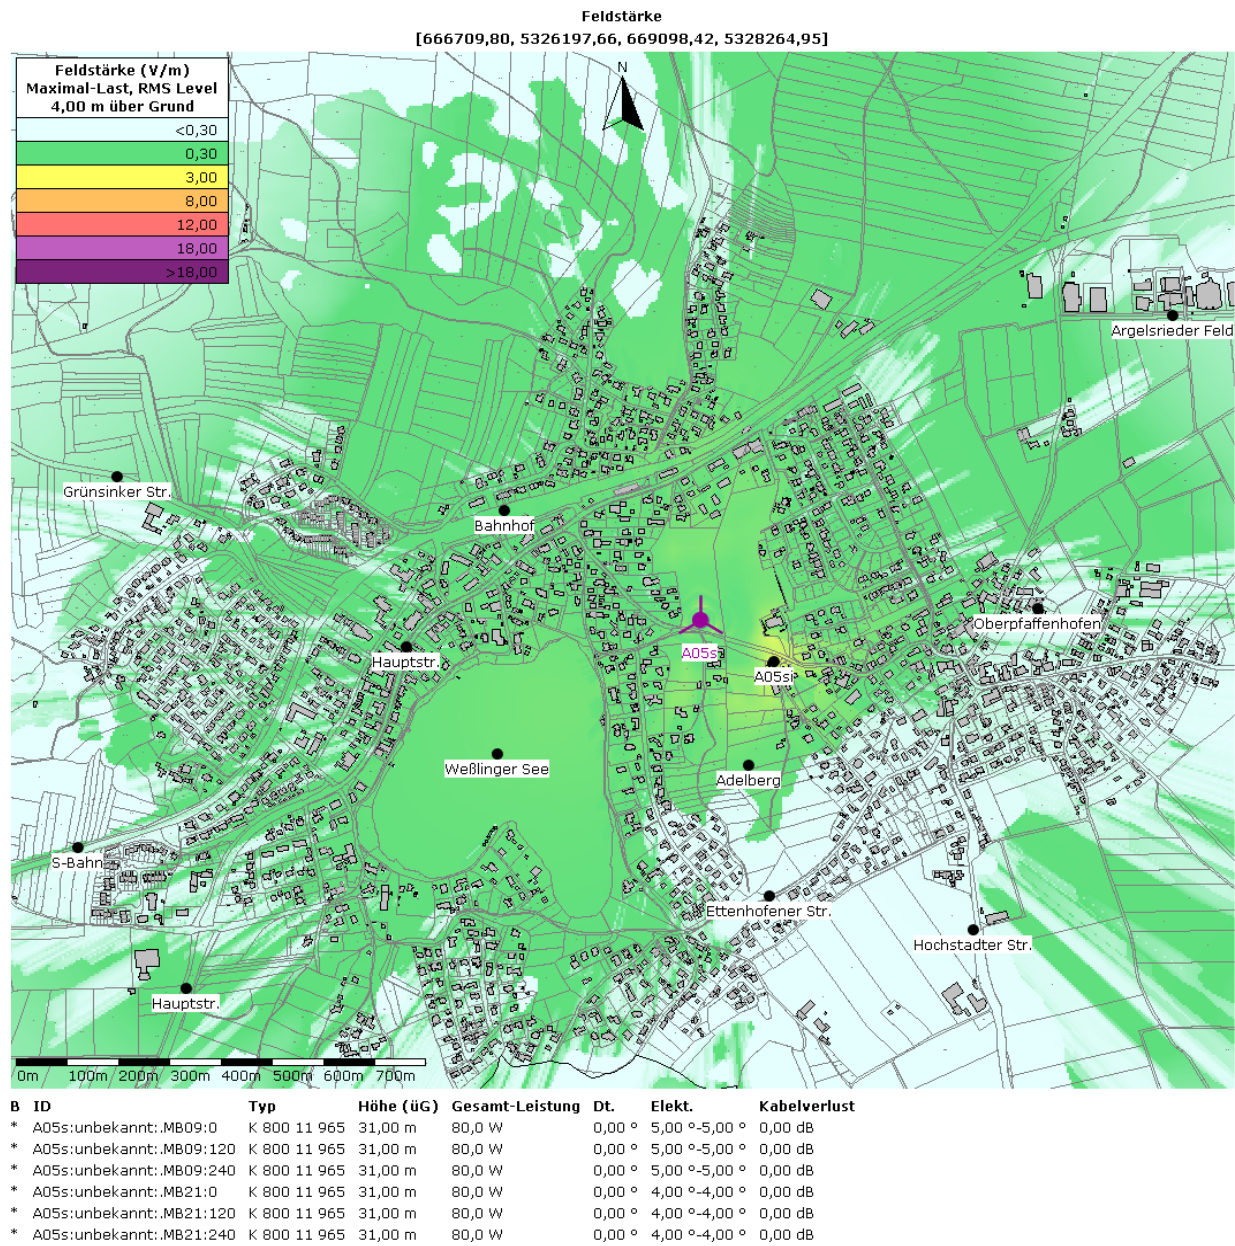 Feldstärke
[666709,80, 5326197,66, 669098,42, 5328264,95]
Feldstärke (V/m)
Maximal-Last, RMS Level
4,00 m über Grund
<0,30
0,30
3,00
8,00
12,00
18,00
>18,00
N
Argelsrieder Feld
Grünsinker Str.
Bahnhof
Oberpfaffenhofen
A05s
Hauptstr.
A05si
Weßlinger See
Adelberg
S-Bahn
Ettenhofener Str.
Hochstadter Str.
Hauptstr.
0m 100m 200m 300m 400m 500m 600m 700m
B ID Typ Höhe (üG) Gesamt-Leistung Dt. Elekt. Kabelverlust
* A05s:unbekannt:.MB09:0 K 800 11 965 31,00 m 80,0 W 0,00 ° 5,00 °-5,00 ° 0,00 dB
* A05s:unbekannt:.MB09:120 K 800 11 965 31,00 m 80,0 W 0,00 ° 5,00 °-5,00 ° 0,00 dB
* A05s:unbekannt:.MB09:240 K 800 11 965 31,00 m 80,0 W 0,00 ° 5,00 °-5,00 ° 0,00 dB
* A05s:unbekannt:.MB21:0 K 800 11 965 31,00 m 80,0 W 0,00 ° 4,00 °-4,00 ° 0,00 dB
* A05s:unbekannt:.MB21:120 K 800 11 965 31,00 m 80,0 W 0,00 ° 4,00 °-4,00 ° 0,00 dB
* A05s:unbekannt:.MB21:240 K 800 11 965 31,00 m 80,0 W 0,00 ° 4,00 °-4,00 ° 0,00 dB